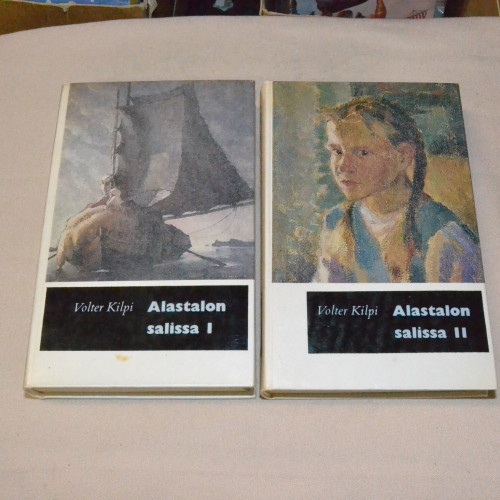 Volter Kilpi Alastalon
salissa I
Volter Kilpi Alastalon
salissa II